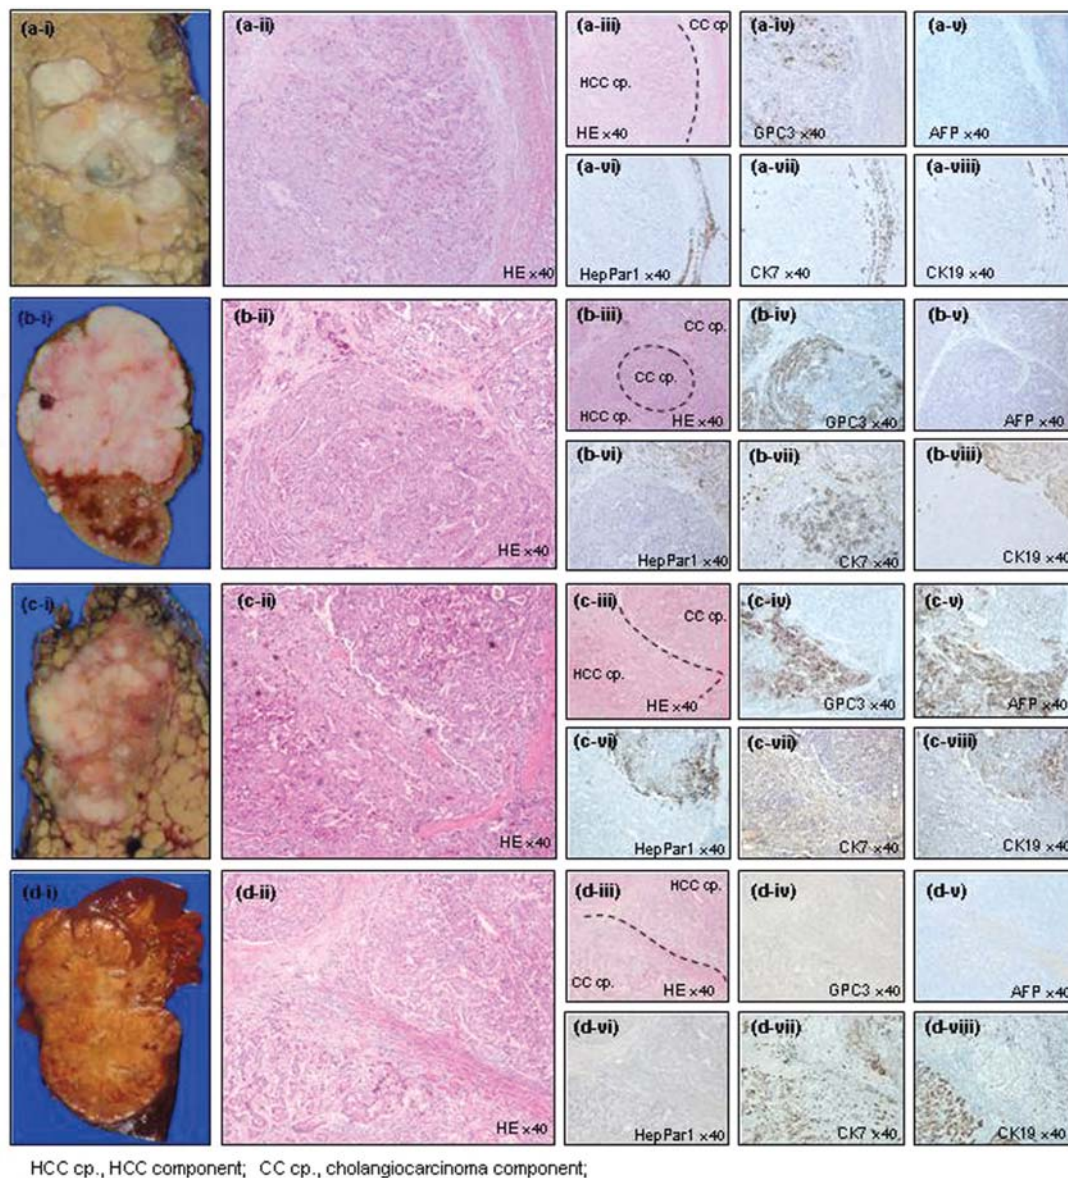 (a-i) (a-ii) (a-iii) CC cp (a-iv) (a-v)
HCC cp.
HE ×40 HE ×40 GPC3 ×40 AFP ×40
(a-vi) (a-vii) (a-viii)
HepPar1 ×40 CK7 ×40 CK19 ×40
(b-i) (b-ii) (b-iii) CC cp. (b-iv) (b-v)
CC cp.
HCC cp. HE ×40 GPC3 ×40 AFP ×40
(b-vi) (b-vii) (b-viii)
HE ×40 HepPar1 ×40 CK7 ×40 CK19 ×40
(c-i) (c-ii) (c-iii) CC cp. (c-iv) (c-v)
HCC cp.
HE ×40 GPC3 ×40 AFP ×40
(c-vi) (c-vii) (c-viii)
HE ×40 HepPar1 ×40 CK7 ×40 CK19 ×40
(d-i) (d-ii) (d-iii) HCC cp. (d-iv) (d-v)
CC cp. HE ×40 GPC3 ×40 AFP ×40
(d-vi) (d-vii) (d-viii)
HE ×40 HepPar1 ×40 CK7 ×40 CK19 ×40
HCC cp., HCC component; CC cp., cholangiocarcinoma component;